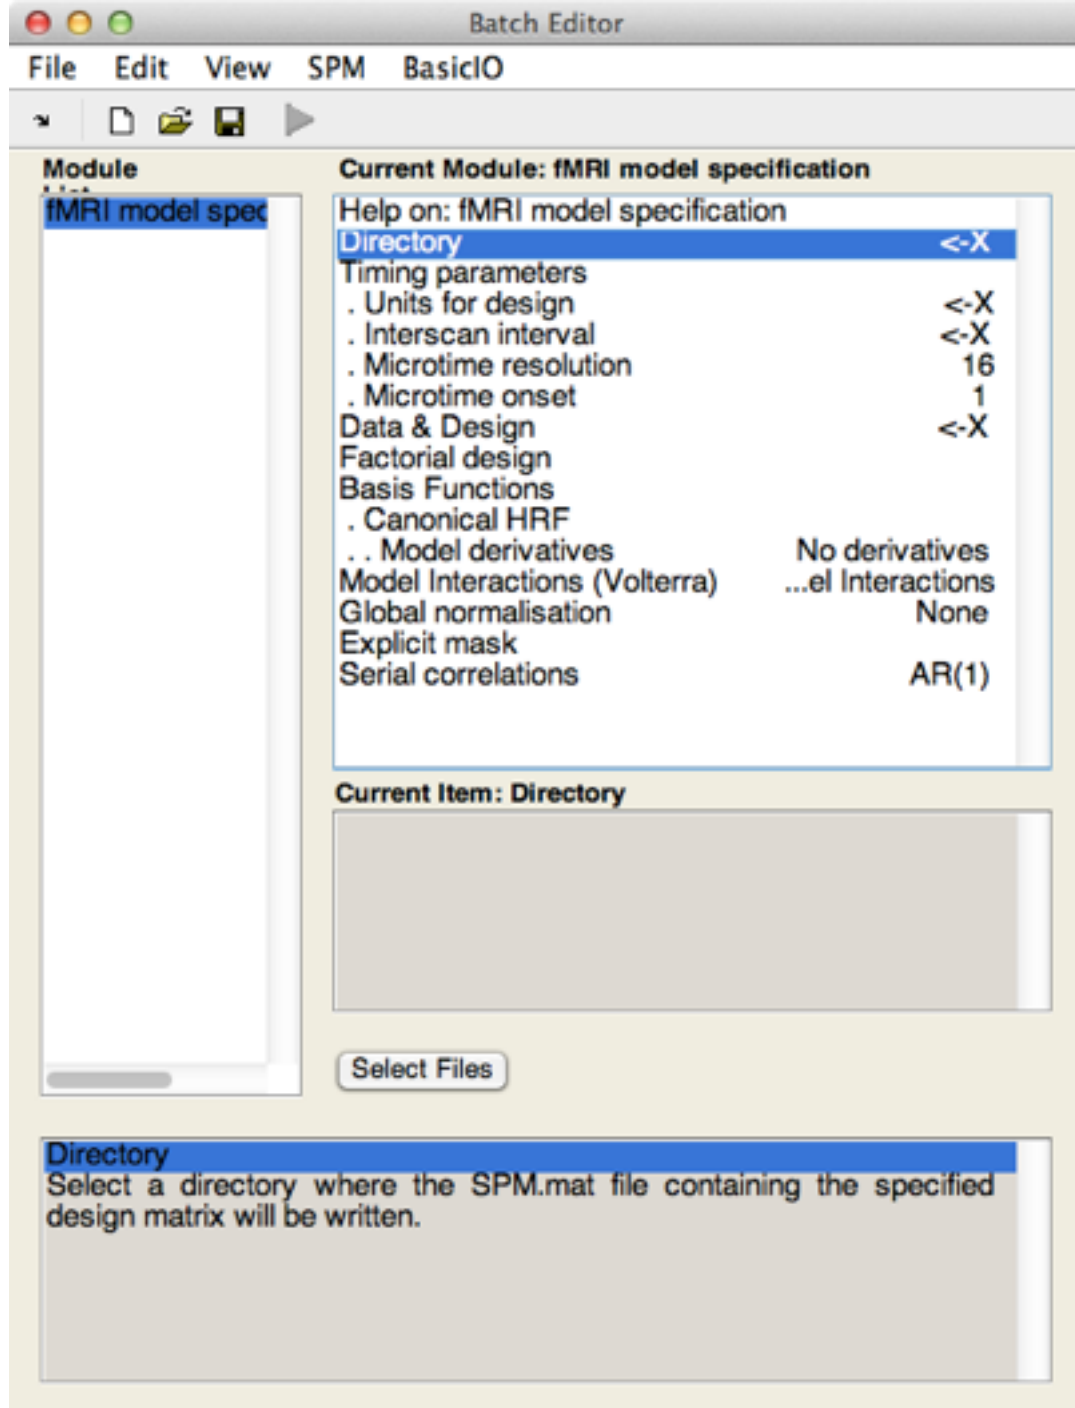 Batch Editor
File Edit View SPM BasicIO
Module
Current Module: fMRI model specification
fMRI model spec
Help on: fMRI model specification
Directory <-X
Timing parameters
. Units for design <-X
. Interscan interval <-X
. Microtime resolution 16
. Microtime onset 1
Data & Design <-X
Factorial design
Basis Functions
. Canonical HRF
. . Model derivatives No derivatives
Model Interactions (Volterra) ...el Interactions
Global normalisation None
Explicit mask
Serial correlations AR(1)
Current Item: Directory
Select Files
Directory
Select a directory where the SPM.mat file containing the specified
design matrix will be written.